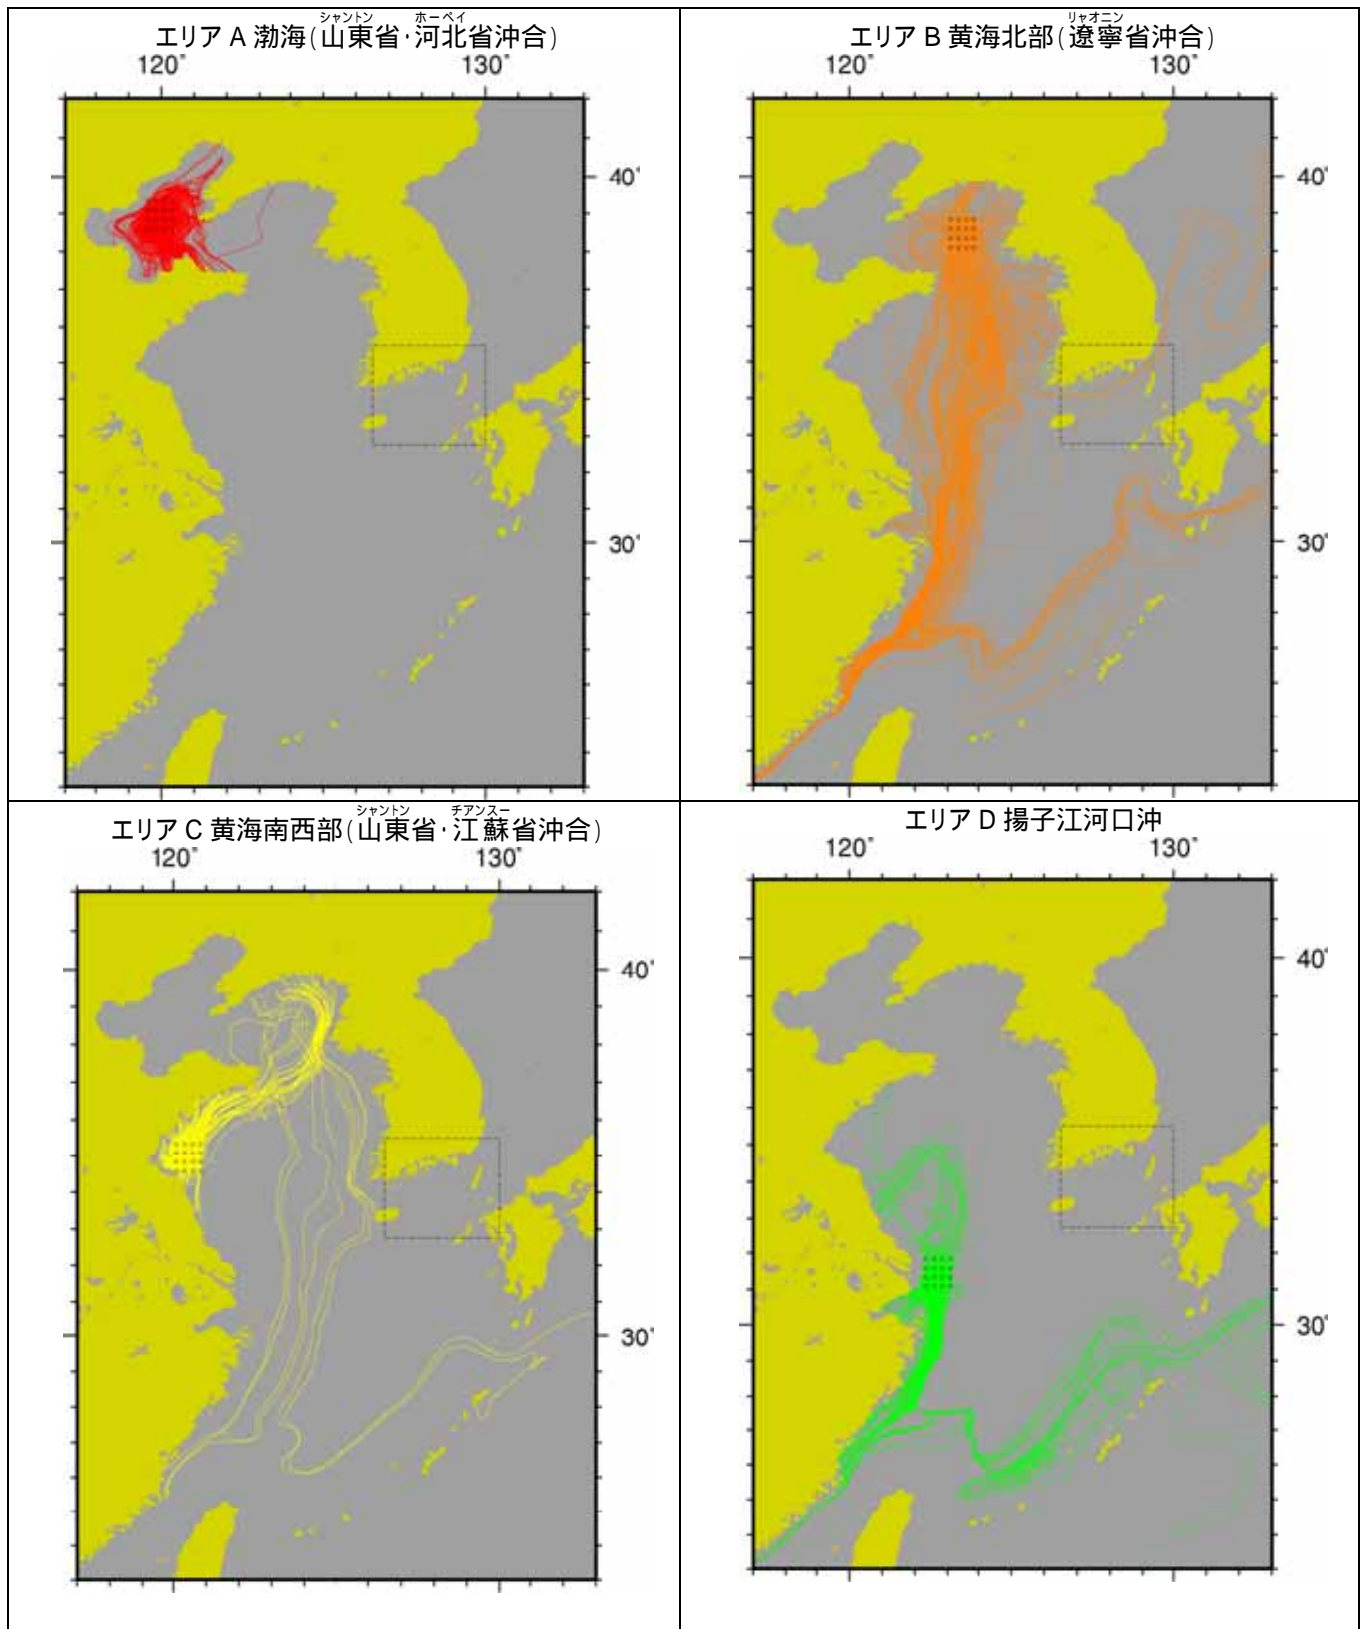 シャントン ホーペイ
エリア A 渤海(山東省・河北省沖合)
120° 130°
40°
30°
リャオニン
エリア B 黄海北部(遼寧省沖合)
120° 130°
40°
30°
シャントン チアンスー
エリア C 黄海南西部(山東省・江蘇省沖合)
120° 130°
40°
30°
エリア D 揚子江河口沖
120° 130°
40°
30°